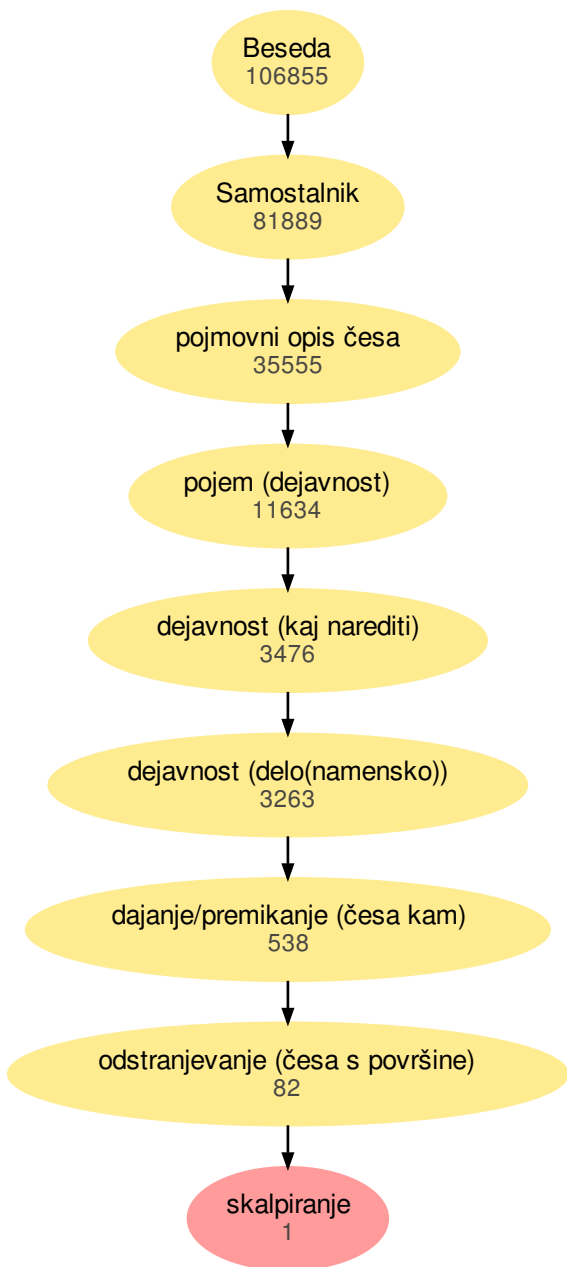 Beseda
106855
Samostalnik
81889
pojmovni opis česa
35555
pojem (dejavnost)
11634
dejavnost (kaj narediti)
3476
dejavnost (delo(namensko))
3263
dajanje/premikanje (česa kam)
538
odstranjevanje (česa s površine)
82
skalpiranje
1